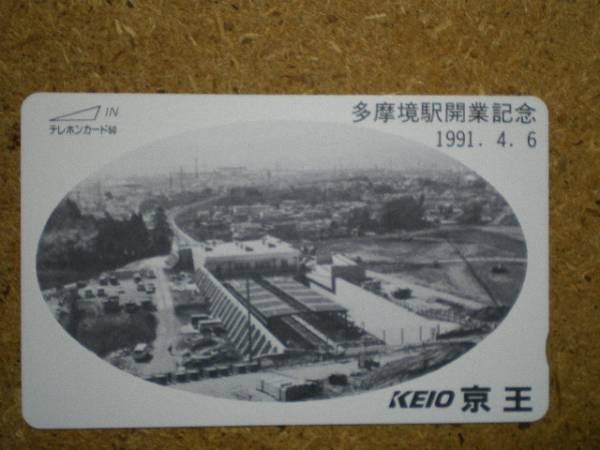 IN
テレホンカード50
多摩境駅開業記念
1991. 4. 6
KEIO 京王